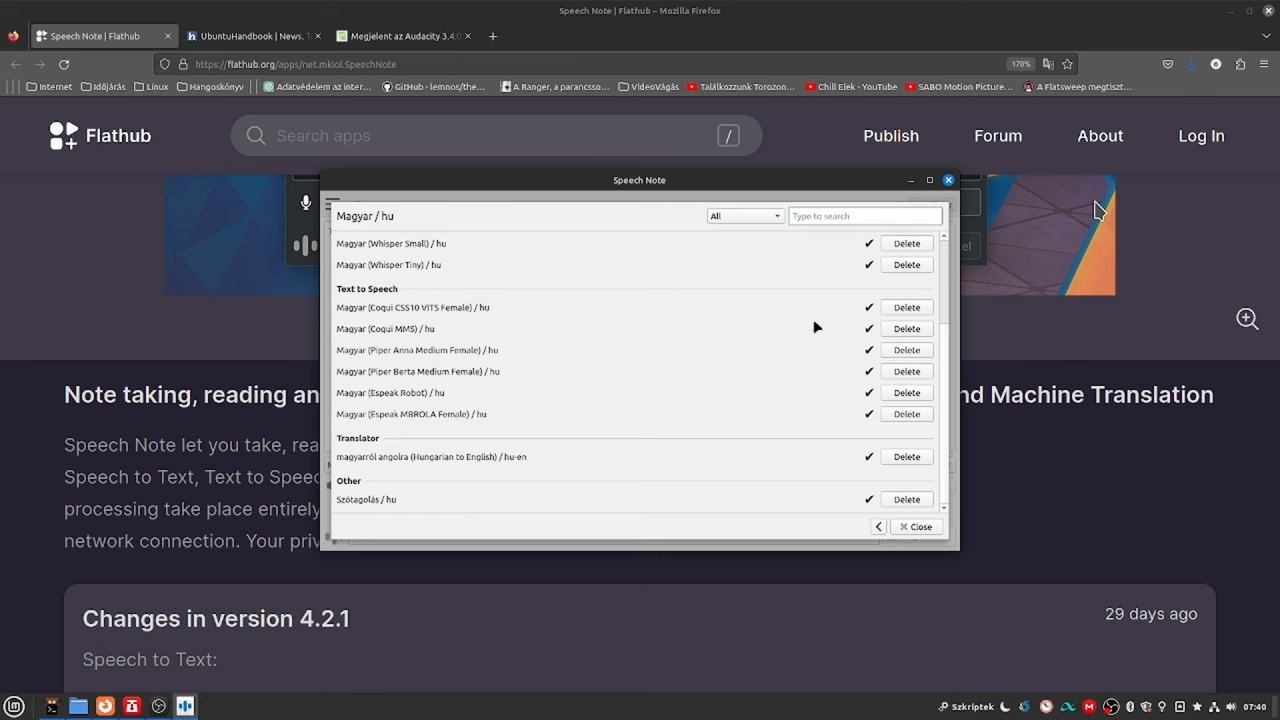 Speech Note | Flathub – Mozilla Firefox
Speech Note | Flathub
UbuntuHandbook | News, T
Megjelent az Audacity 3.4.0
https://flathub.org/apps/net.mkiol.SpeechNote
170%
Internet
Időjárás
Linux
Hangoskönyv
Adatvédelem az inter...
GitHub - lemnos/the...
A Ranger, a parancsso...
VideóVágás
Találkozzunk Torozon...
Chill Elek - YouTube
SABO Motion Picture...
A Flatsweep megtiszt...
Flathub
Search apps
/
Publish
Forum
About
Log In
Speech Note
Magyar / hu
All
Type to search
Magyar (Whisper Small) / hu
Delete
Magyar (Whisper Tiny) / hu
Delete
Text to Speech
Magyar (Coqui CSS10 VITS Female) / hu
Delete
Magyar (Coqui MMS) / hu
Delete
Magyar (Piper Anna Medium Female) / hu
Delete
Magyar (Piper Berta Medium Female) / hu
Delete
Magyar (Espeak Robot) / hu
Delete
Magyar (Espeak MBROLA Female) / hu
Delete
Translator
magyarról angolra (Hungarian to English) / hu-en
Delete
Other
Szótagolás / hu
Delete
Close
Note taking, reading an
nd Machine Translation
Speech Note let you take, rea
Speech to Text, Text to Speec
processing take place entirely
network connection. Your priv
Changes in version 4.2.1
29 days ago
Speech to Text:
Szkriptek
07:40